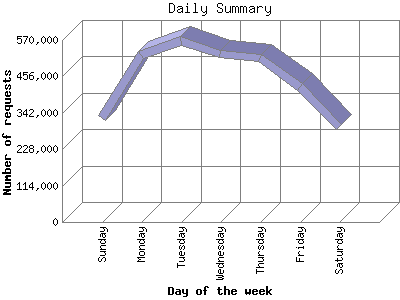 Daily Summary
Number of requests
570,000
456,000
342,000
228,000
114,000
0
Sunday
Monday
Tuesday
Wednesday
Thursday
Friday
Saturday
Day of the week